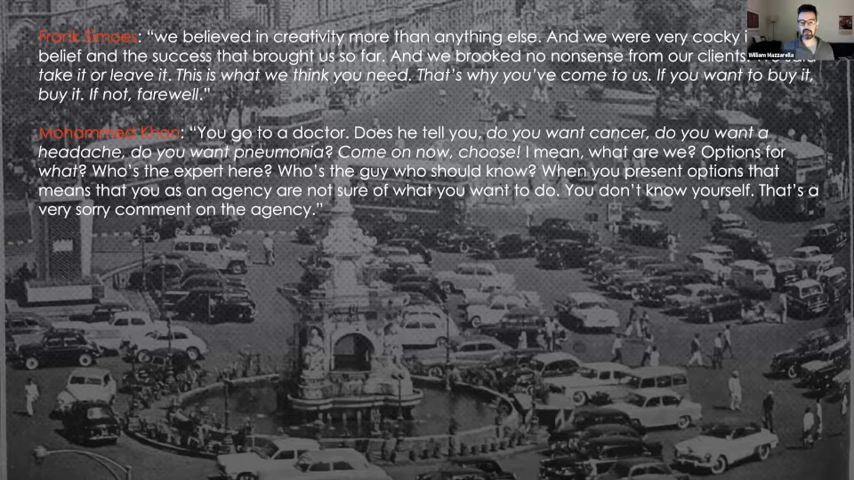 Frank Simoes: “we believed in creativity more than anything else. And we were very cocky i
belief and the success that brought us so far. And we brooked no nonsense from our clients.
take it or leave it. This is what we think you need. That’s why you’ve come to us. If you want to buy it,
buy it. If not, farewell.”
Mohammed Khan: “You go to a doctor. Does he tell you, do you want cancer, do you want a
headache, do you want pneumonia? Come on now, choose! I mean, what are we? Options for
what? Who’s the expert here? Who’s the guy who should know? When you present options that
means that you as an agency are not sure of what you want to do. You don’t know yourself. That’s a
very sorry comment on the agency.”
William Mazzarella